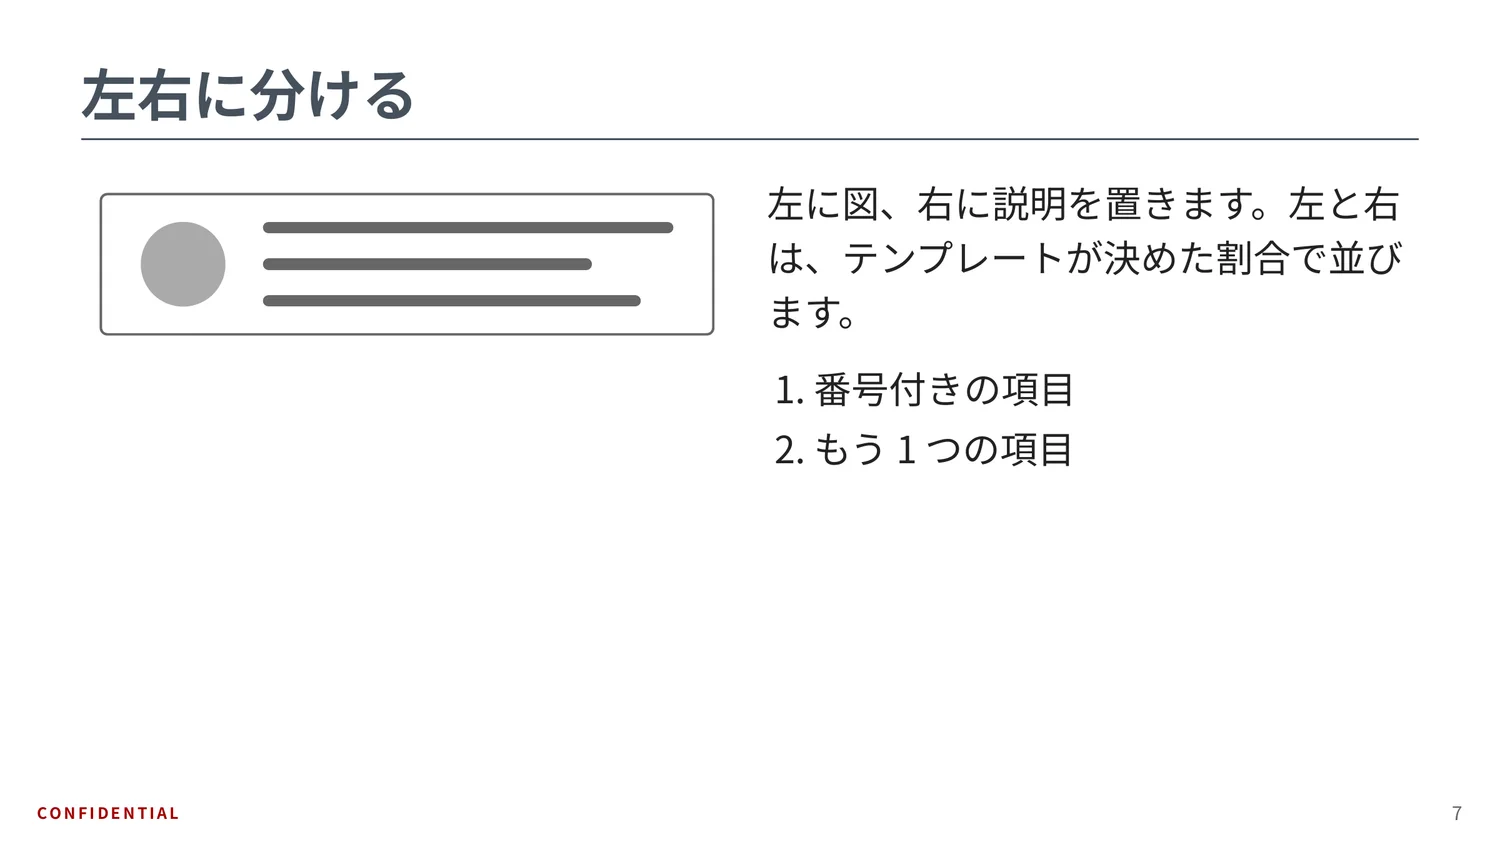 左右に分ける
左に図、右に説明を置きます。左と右
は、テンプレートが決めた割合で並び
ます。
1. 番号付きの項目
2. もう 1 つの項目
CONFIDENTIAL
7